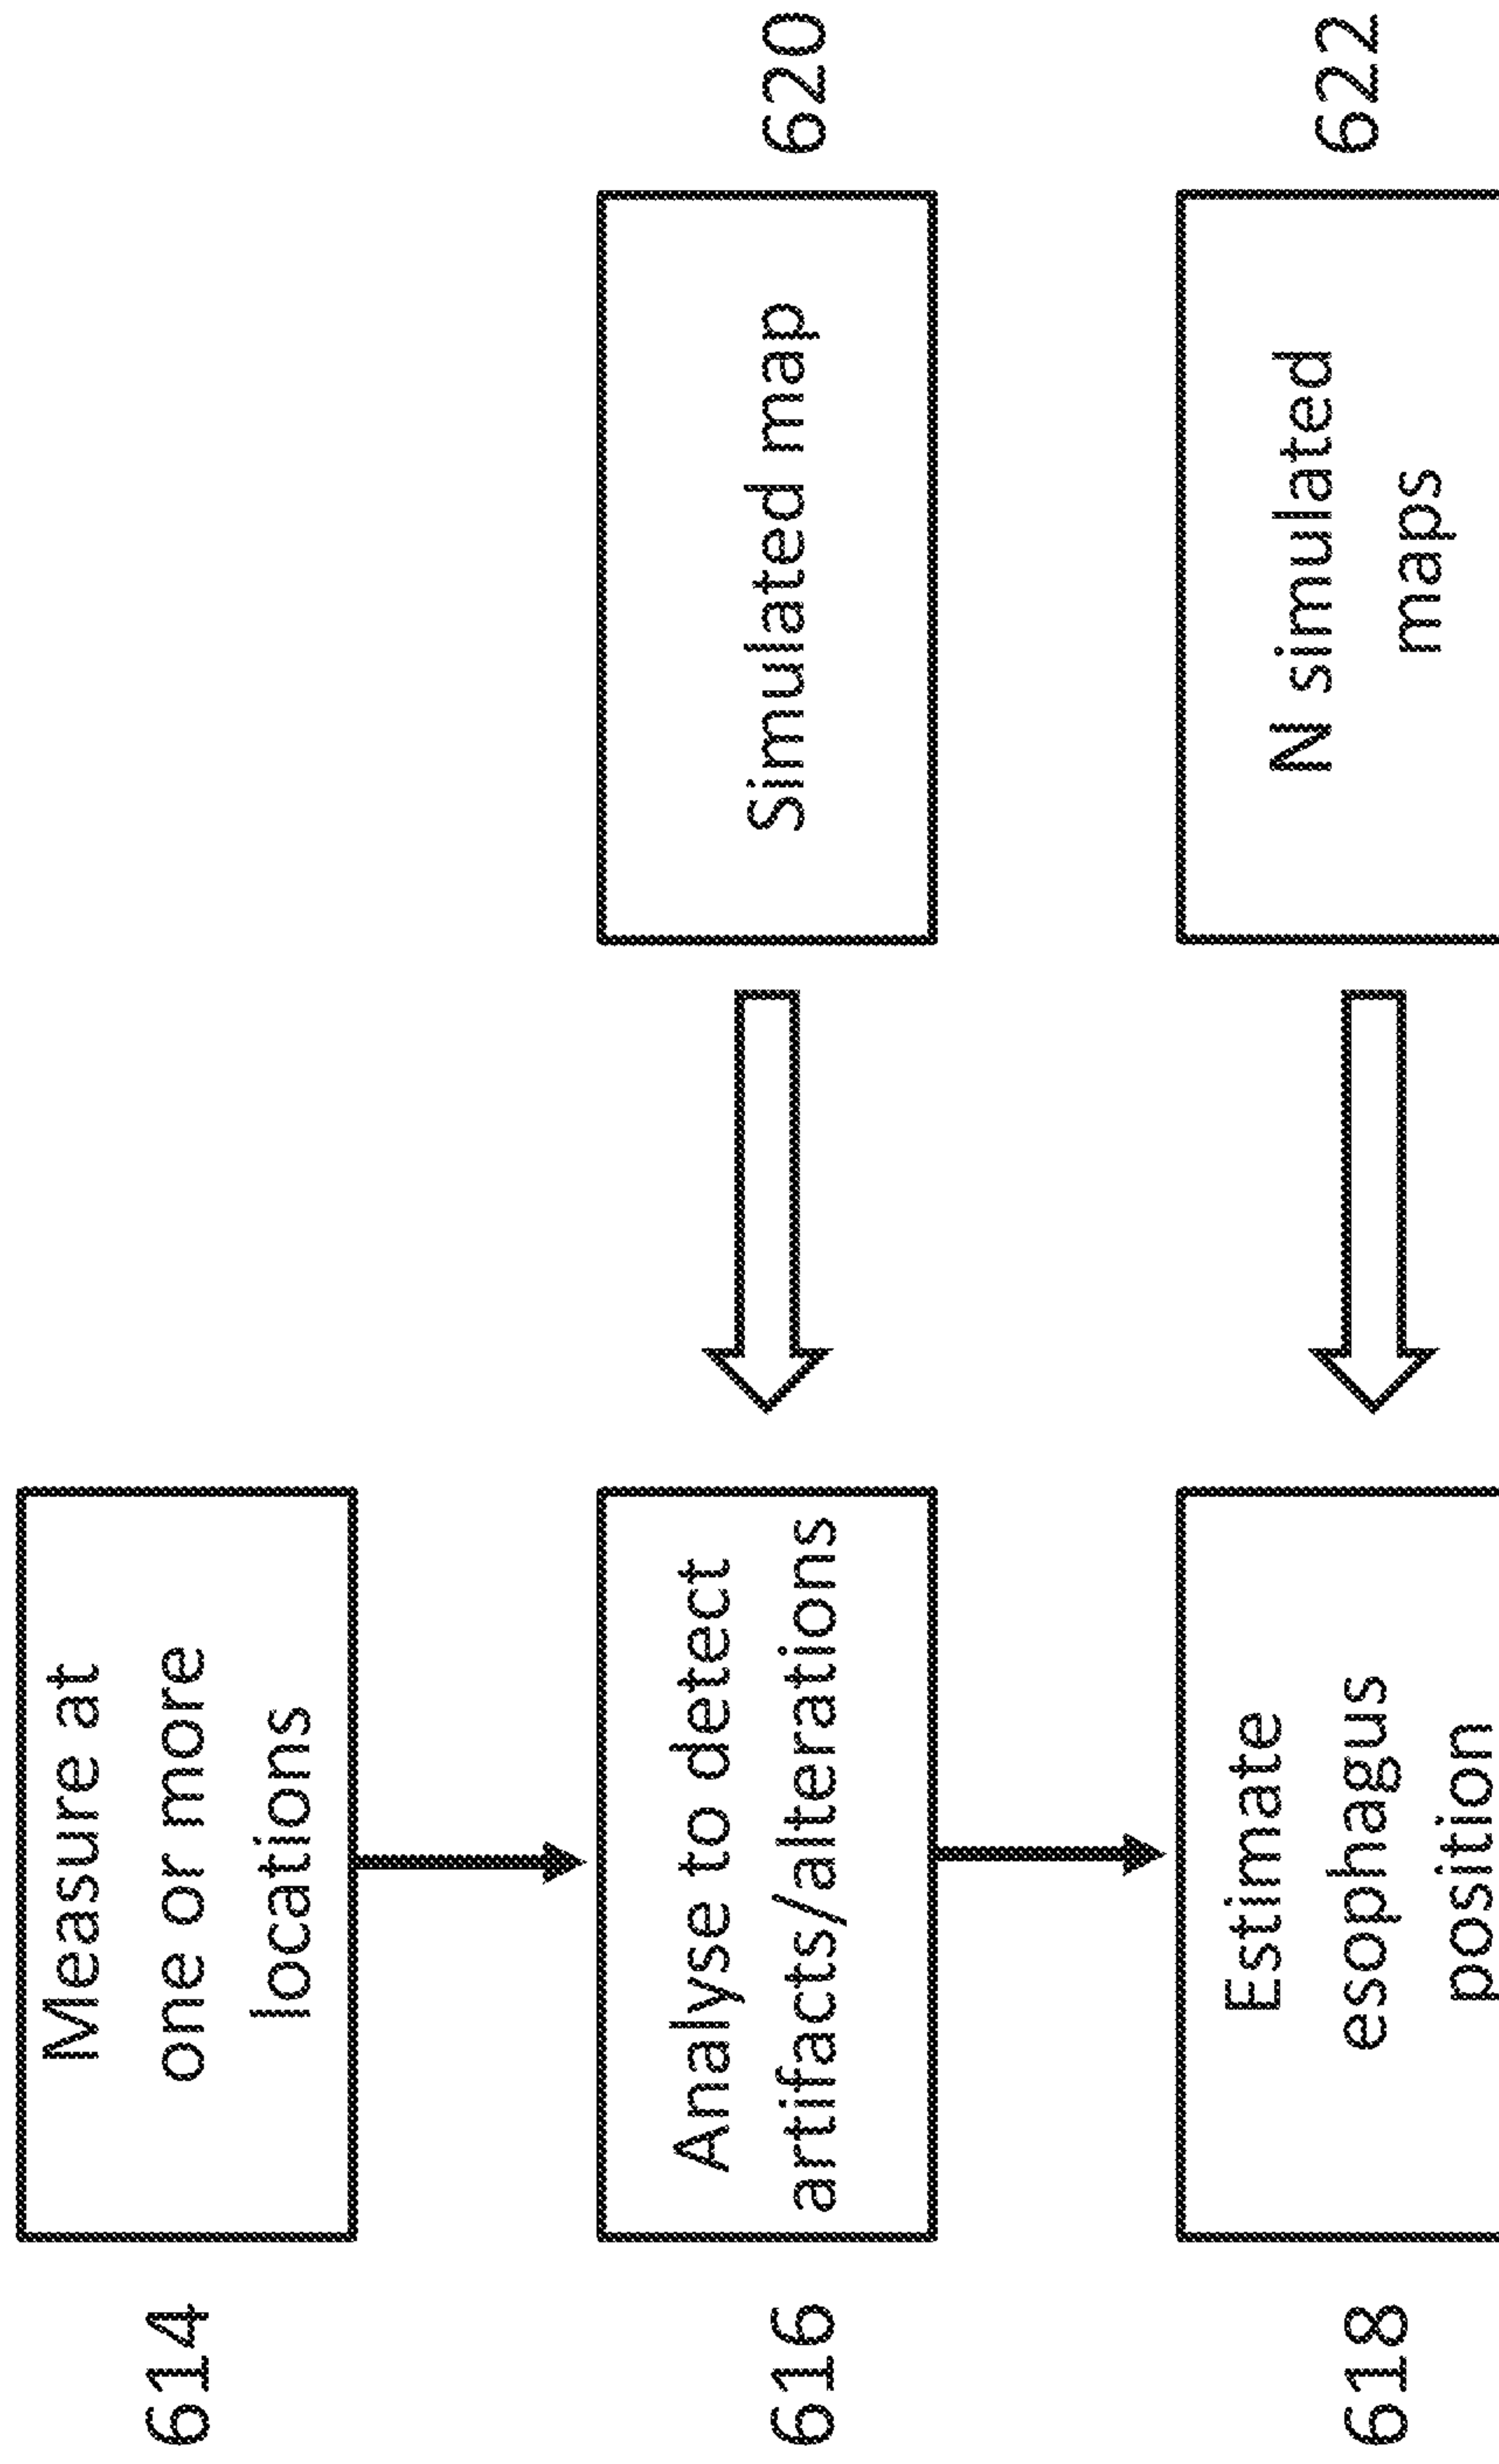 614
Measure at
one or more
locations
616
Analyse to detect
artifacts/alterations
Simulated map
620
618
Estimate
esophagus
position
N simulated
maps
622